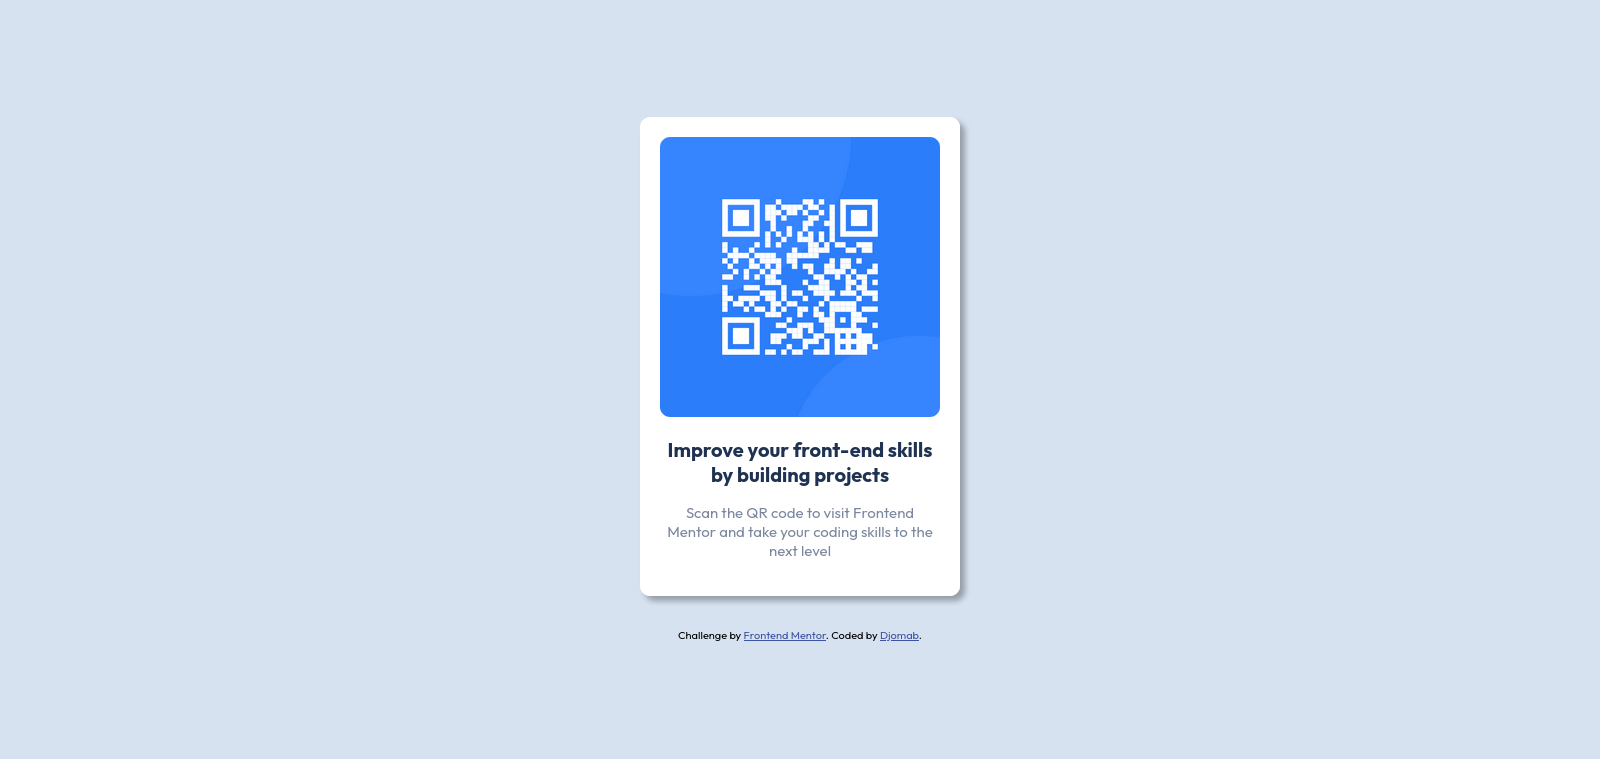 Improve your front-end skills
by building projects
Scan the QR code to visit Frontend
Mentor and take your coding skills to the
next level
Challenge by Frontend Mentor. Coded by Djomab.